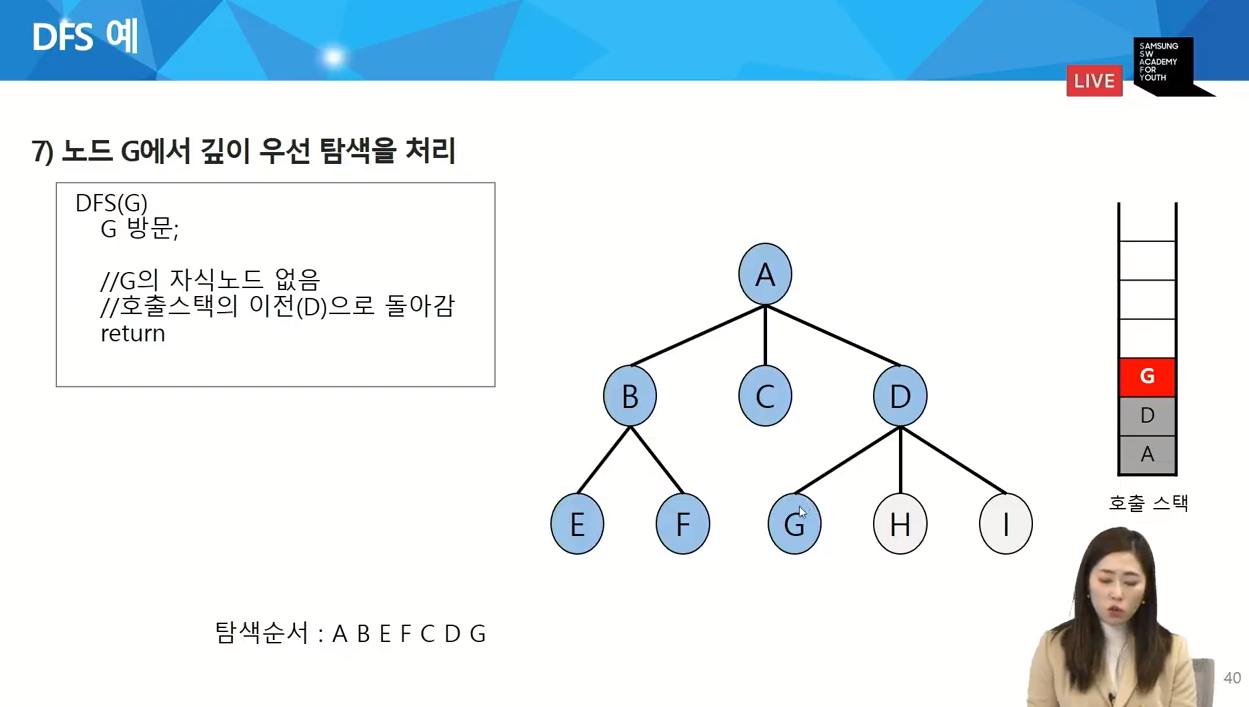 DFS 예
LIVE
SAMSUNG
SW
ACADEMY
FOR
YOUTH
7) 노드 G에서 깊이 우선 탐색을 처리
DFS(G)
G 방문;
//G의 자식노드 없음
//호출스택의 이전(D)으로 돌아감
return
A
B
C
D
E
F
G
H
I
G
D
A
호출 스택
탐색순서 : A B E F C D G
40